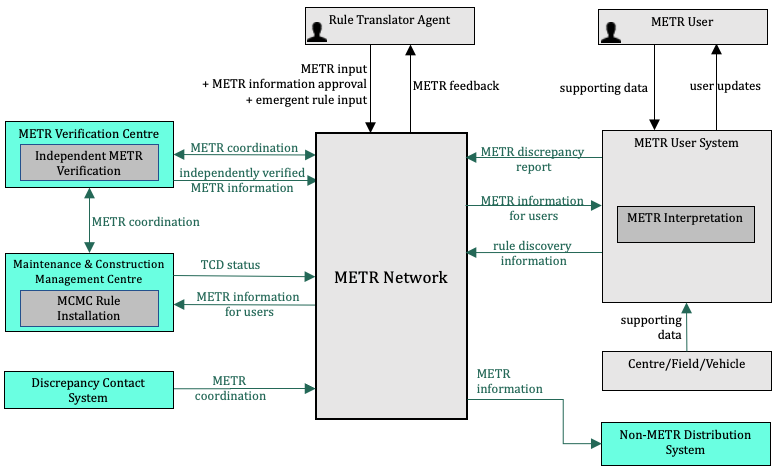 Rule Translator Agent
METR User
METR input
+ METR information approval
+ emergent rule input
METR feedback
supporting data
user updates
METR Verification Centre
Independent METR
Verification
METR coordination
independently verified
METR information
METR coordination
Maintenance & Construction
Management Centre
MCMC Rule
Installation
TCD status
METR information
for users
Discrepancy Contact
System
METR
coordination
METR Network
METR discrepancy
report
METR information
for users
rule discovery
information
METR
information
METR User System
METR Interpretation
supporting
data
Centre/Field/Vehicle
Non-METR Distribution
System